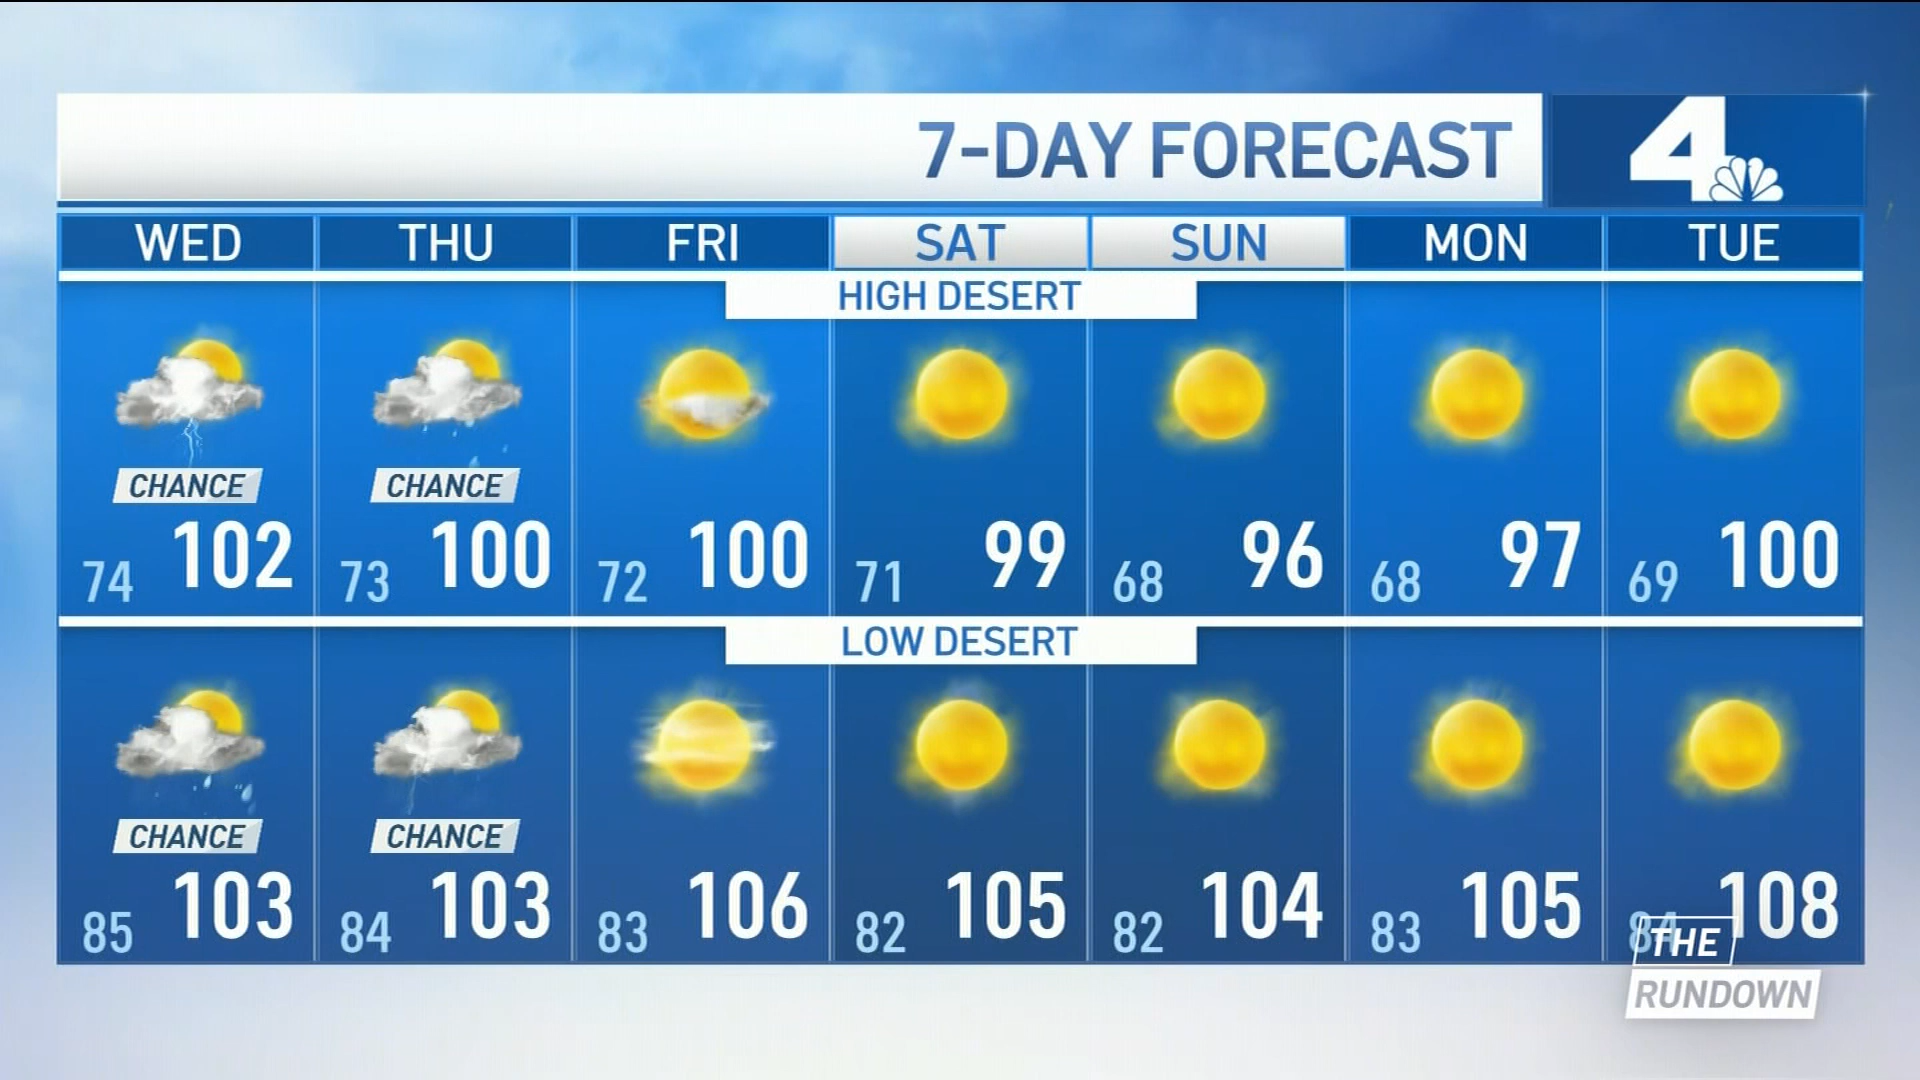 7-DAY FORECAST 4
WED THU FRI SAT SUN MON TUE
HIGH DESERT
CHANCE CHANCE
74 102 73 100 72 100 71 99 68 96 68 97 69 100
LOW DESERT
CHANCE CHANCE
85 103 84 103 83 106 82 105 82 104 83 105 84 108
THE
RUNDOWN